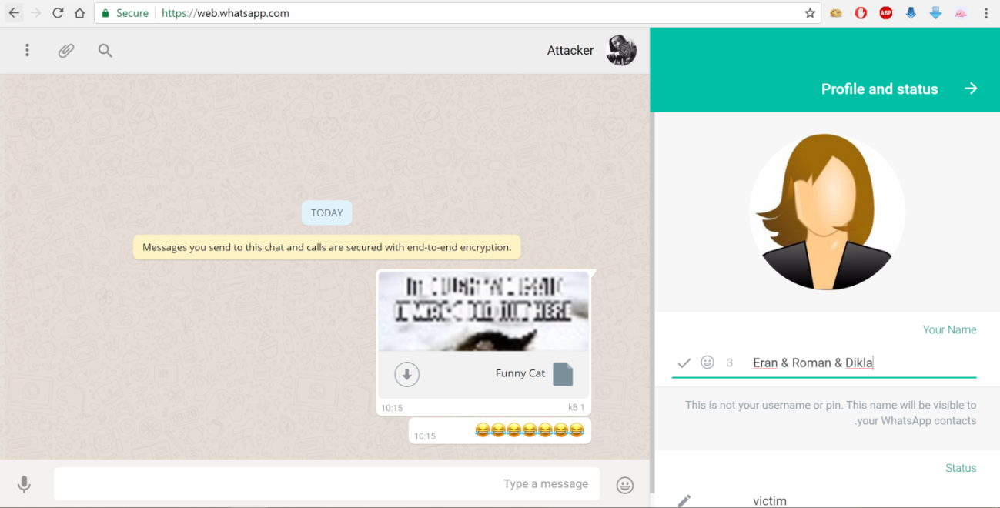 Secure https://web.whatsapp.com
ABP
Attacker
Profile and status
TODAY
Messages you send to this chat and calls are secured with end-to-end encryption.
Funny Cat
10:15 kB 1
10:15 😂😂😂😂😂😂😂
Type a message
Your Name
3 Eran & Roman & Dikla
This is not your username or pin. This name will be visible to
.your WhatsApp contacts
Status
victim